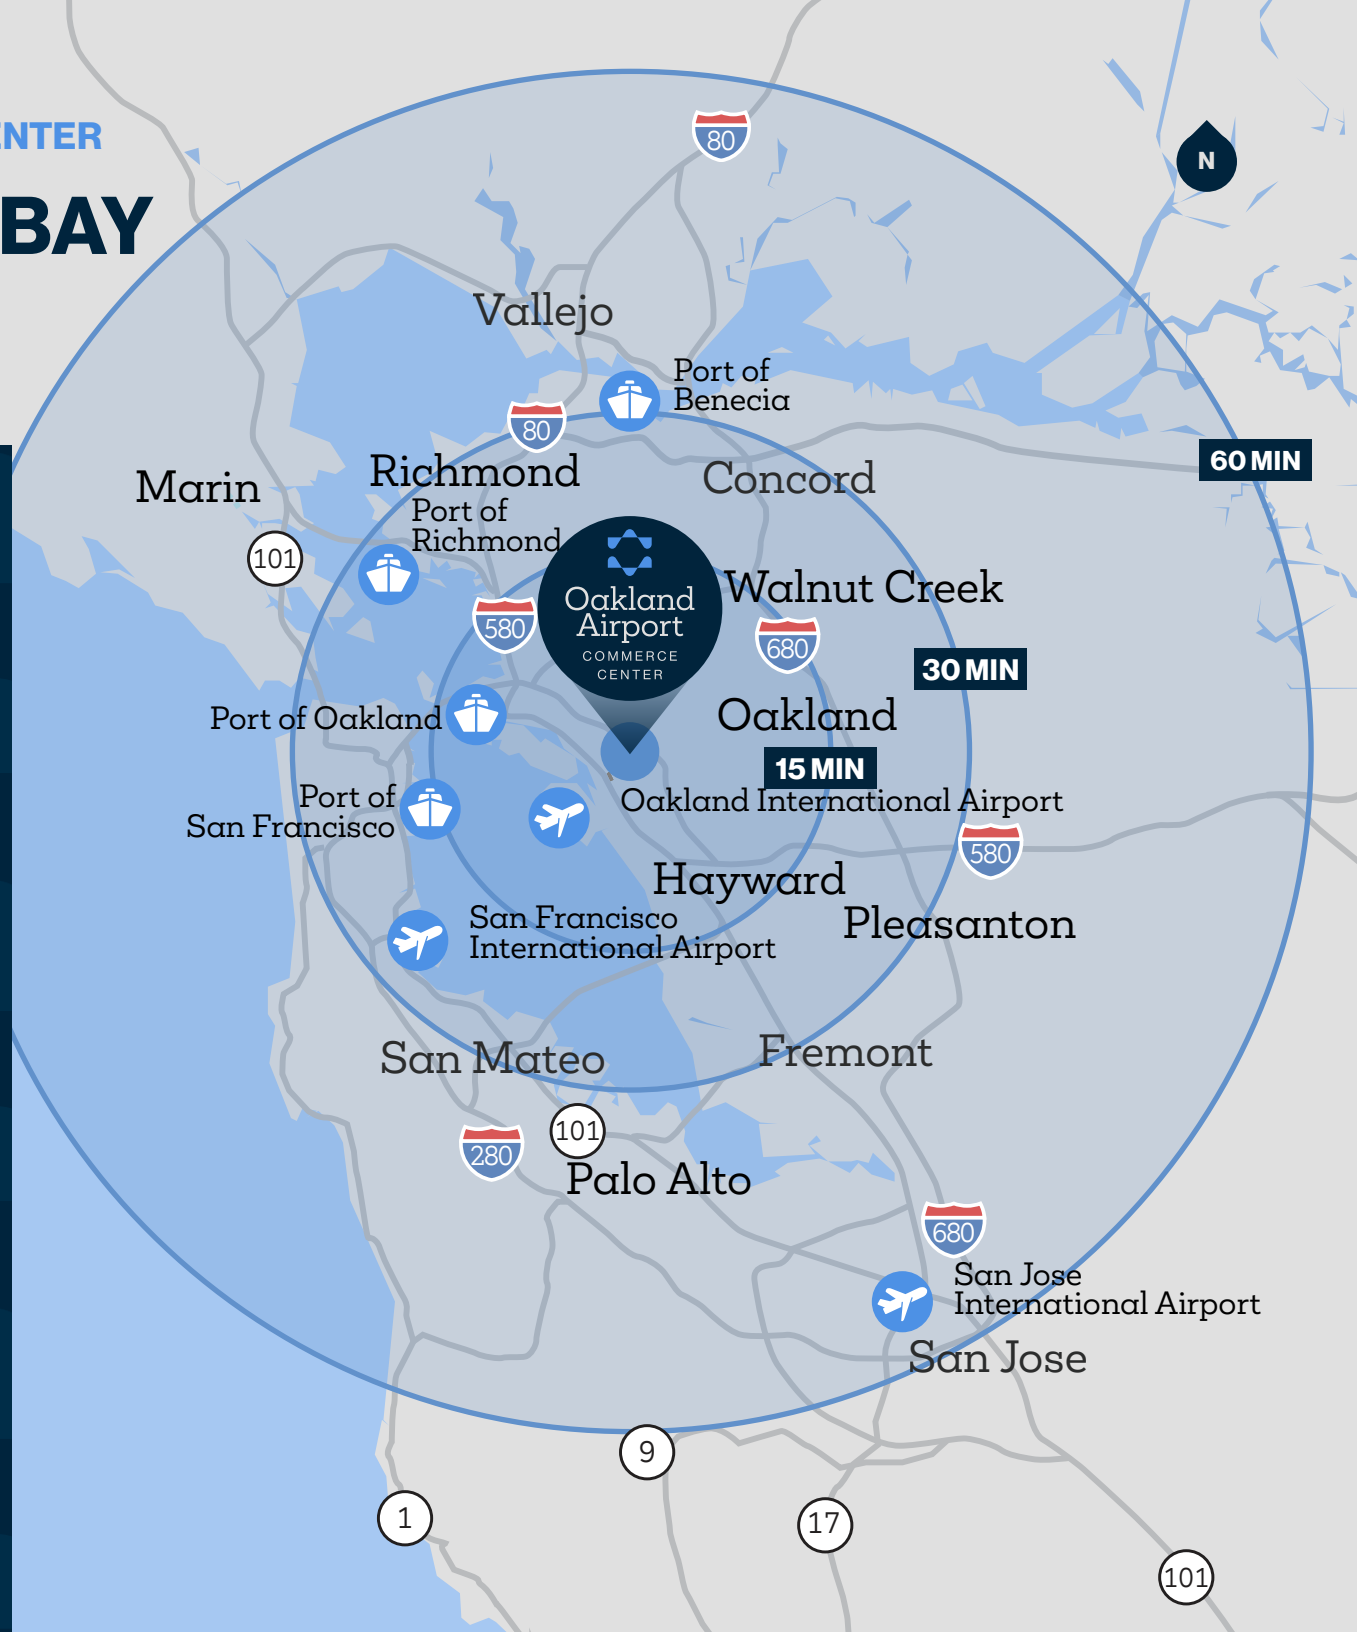 80
NTER
N
BAY
Vallejo
Port of
Benecia
80
60 MIN
Richmond
Concord
Marin
Port of
Richmond
101
Oakland
Airport
COMMERCE
CENTER
Walnut Creek
580
680
30 MIN
Port of Oakland
Oakland
15 MIN
Port of
San Francisco
Oakland International Airport
580
Hayward
San Francisco
International Airport
Pleasanton
San Mateo
Fremont
101
280
Palo Alto
680
San Jose
International Airport
San Jose
9
1
17
101